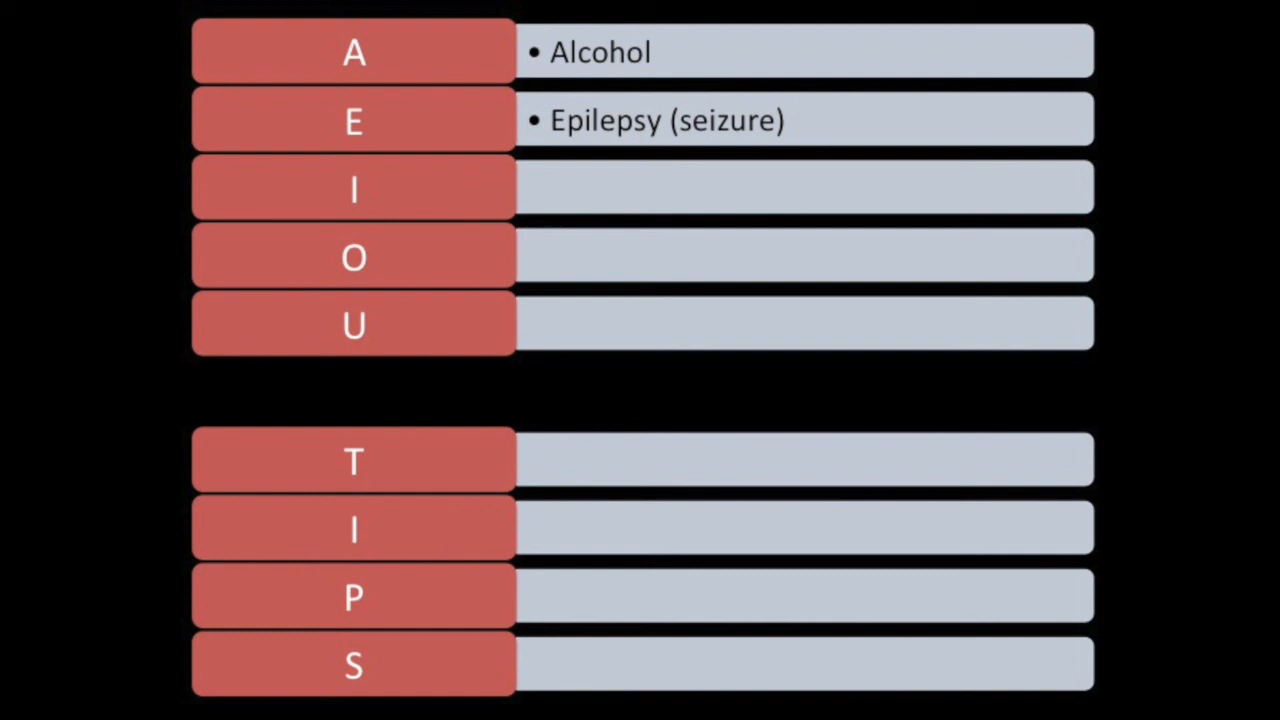 A
• Alcohol
E
• Epilepsy (seizure)
I
O
U
T
I
P
S